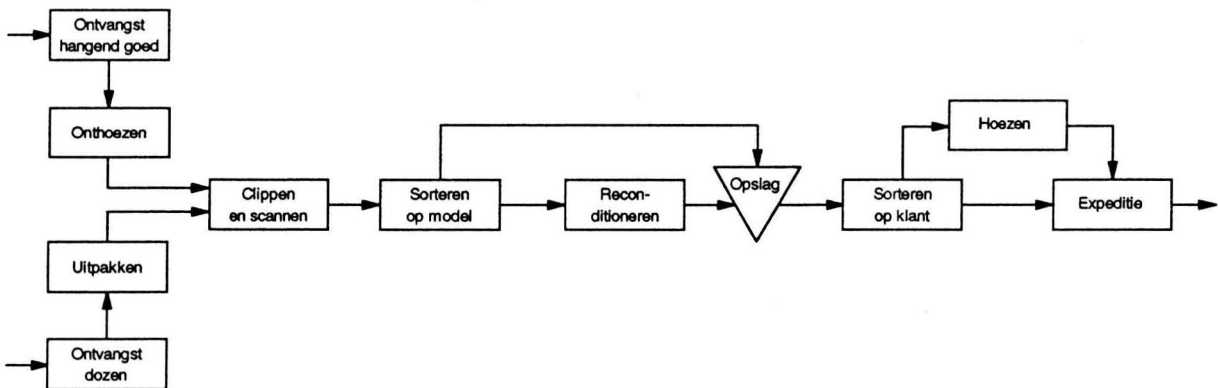 Ontvangst
hangend goed
Onthoezen
Hoezen
Clippen
en scannen
Sorteren
op model
Recon-
ditioneren
Opslag
Sorteren
op klant
Expeditie
Uitpakken
Ontvangst
dozen